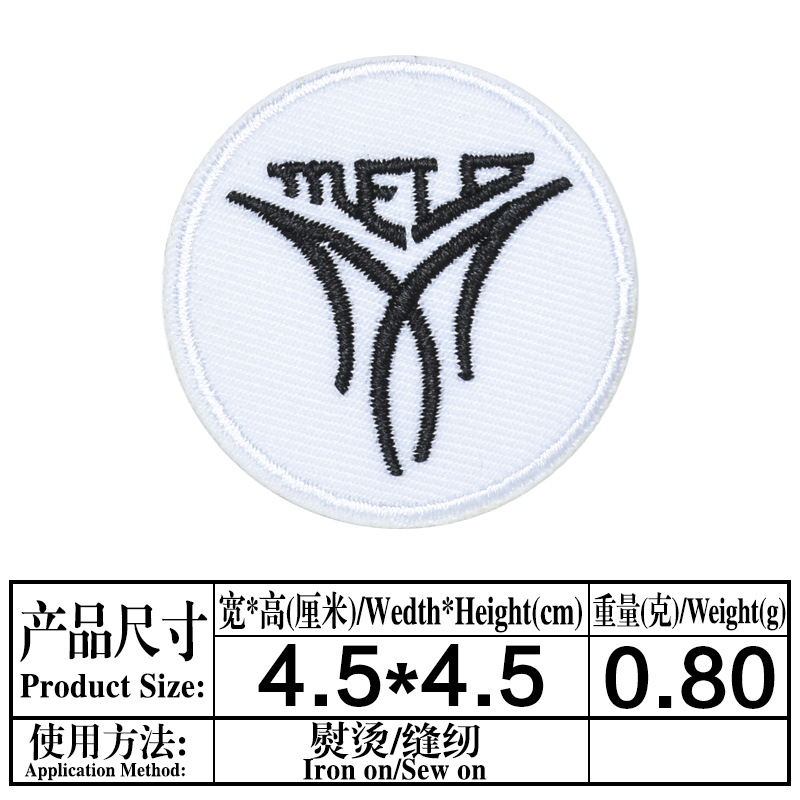 MELO
产品尺寸
Product Size:
宽*高(厘米)/Wedth*Height(cm)
重量(克)/Weight(g)
4.5*4.5
0.80
使用方法:
Application Method:
熨烫/缝纫
Iron on/Sew on